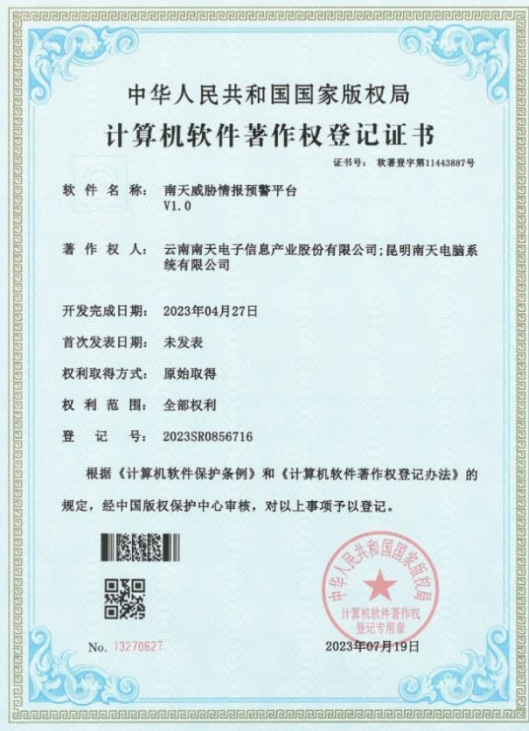 中华人民共和国国家版权局
计算机软件著作权登记证书
证书号： 软著登字第11443887号
软 件 名 称： 南天威胁情报预警平台
V1.0
著 作 权 人： 云南南天电子信息产业股份有限公司;昆明南天电脑系
统有限公司
开发完成日期： 2023年04月27日
首次发表日期： 未发表
权利取得方式： 原始取得
权 利 范 围： 全部权利
登 记 号： 2023SR0856716
根据《计算机软件保护条例》和《计算机软件著作权登记办法》的
规定，经中国版权保护中心审核，对以上事项予以登记。
中华人民共和国国家版权局
计算机软件著作权
登记专用章
No. 13270627
2023年07月19日